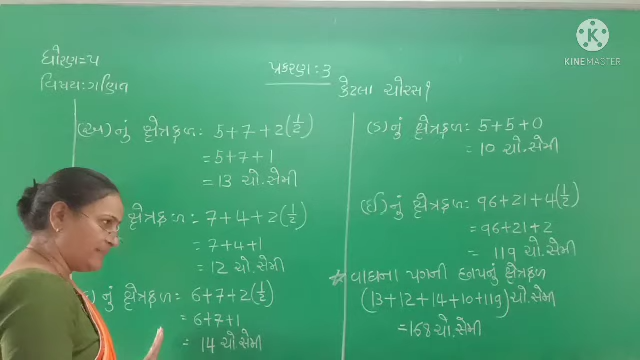 ધોરણ=૫
વિષય:ગણિત
પ્રકરણ:૩
કેટલા ચોરસ?
(અ)નું ક્ષેત્રફળ: 5+7+2(1/2)
=5+7+1
=13 ચો.સેમી
ક્ષેત્રફળ = 7+4+2(1/2)
=7+4+1
=12 ચો.સેમી
) નું ક્ષેત્રફળ= 6+7+2(1/2)
=6+7+1
= 14 ચો.સેમી
(ડ)નું ક્ષેત્રફળ: 5+5+0
= 10 ચો.સેમી
(ઈ)નું ક્ષેત્રફળ: 96+21+4(1/2)
=96+21+2
= 119 ચો.સેમી
☆ વાઘના પગની છાપનું ક્ષેત્રફળ
(13+12+14+10+119)ચો.સેમી
=168 ચો.સેમી
K
KINEMASTER